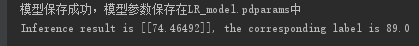 模型保存成功，模型参数保存在LR_model.pdparams中
Inference result is [[74.46492]], the corresponding label is 89.0